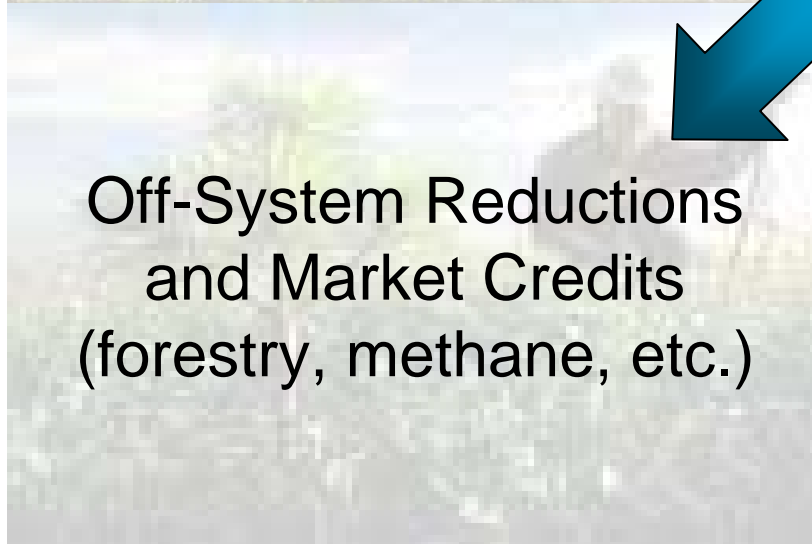 Off-System Reductions
and Market Credits
(forestry, methane, etc.)